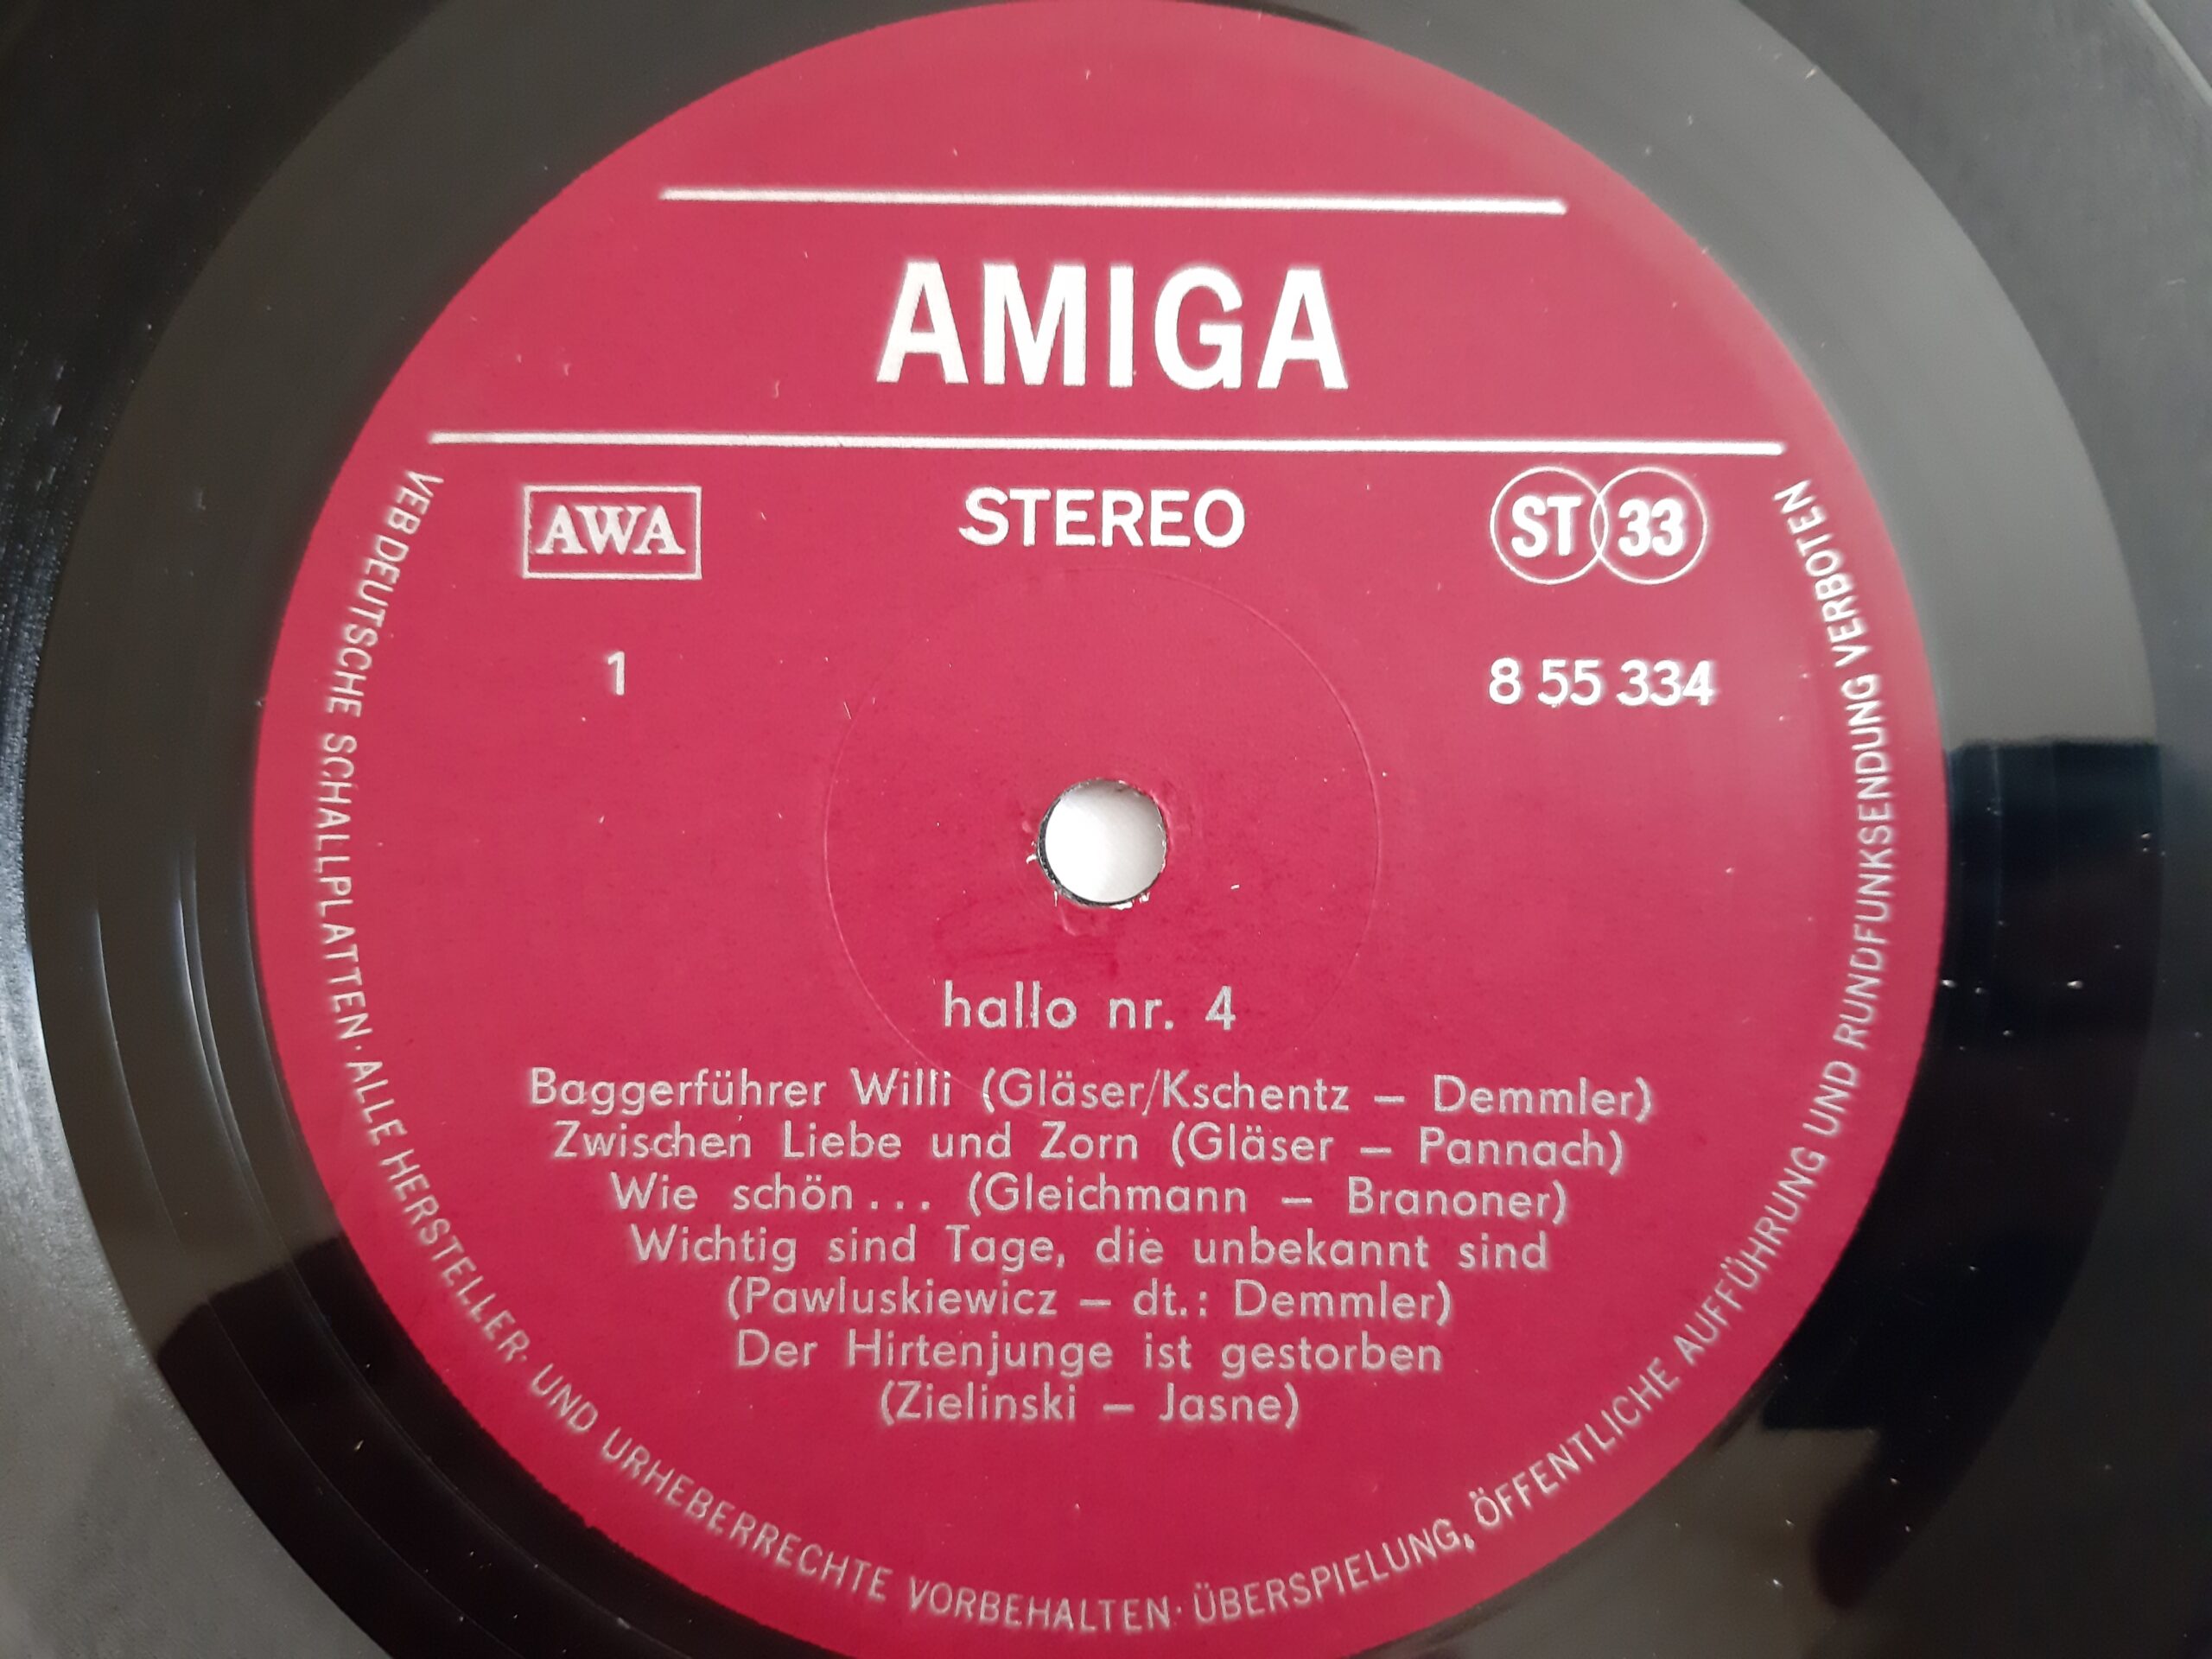 AMIGA
AWA
STEREO
ST 33
1
8 55 334
hallo nr. 4
Baggerführer Willi (Gläser/Kschentz – Demmler)
Zwischen Liebe und Zorn (Gläser – Pannach)
Wie schön... (Gleichmann – Branoner)
Wichtig sind Tage, die unbekannt sind
(Pawluskiewicz – dt.: Demmler)
Der Hirtenjunge ist gestorben
(Zielinski – Jasne)
VEB DEUTSCHE SCHALLPLATTEN· ALLE HERSTELLER- UND URHEBERRECHTE VORBEHALTEN· ÜBERSPIELUNG, ÖFFENTLICHE AUFFÜHRUNG UND RUNDFUNKSENDUNG VERBOTEN